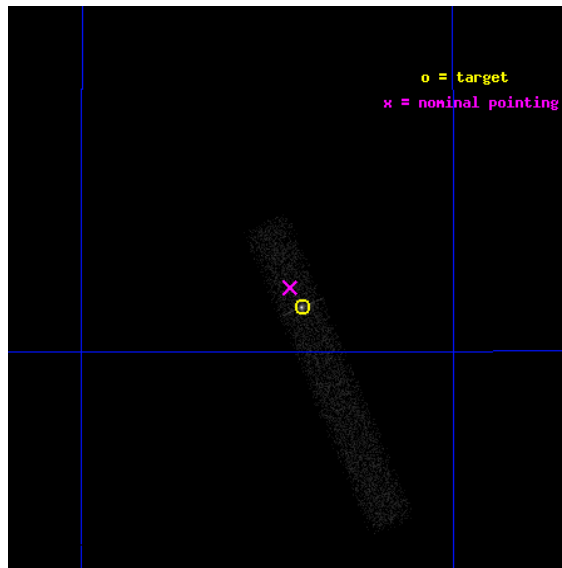 o = target
x = nominal pointing